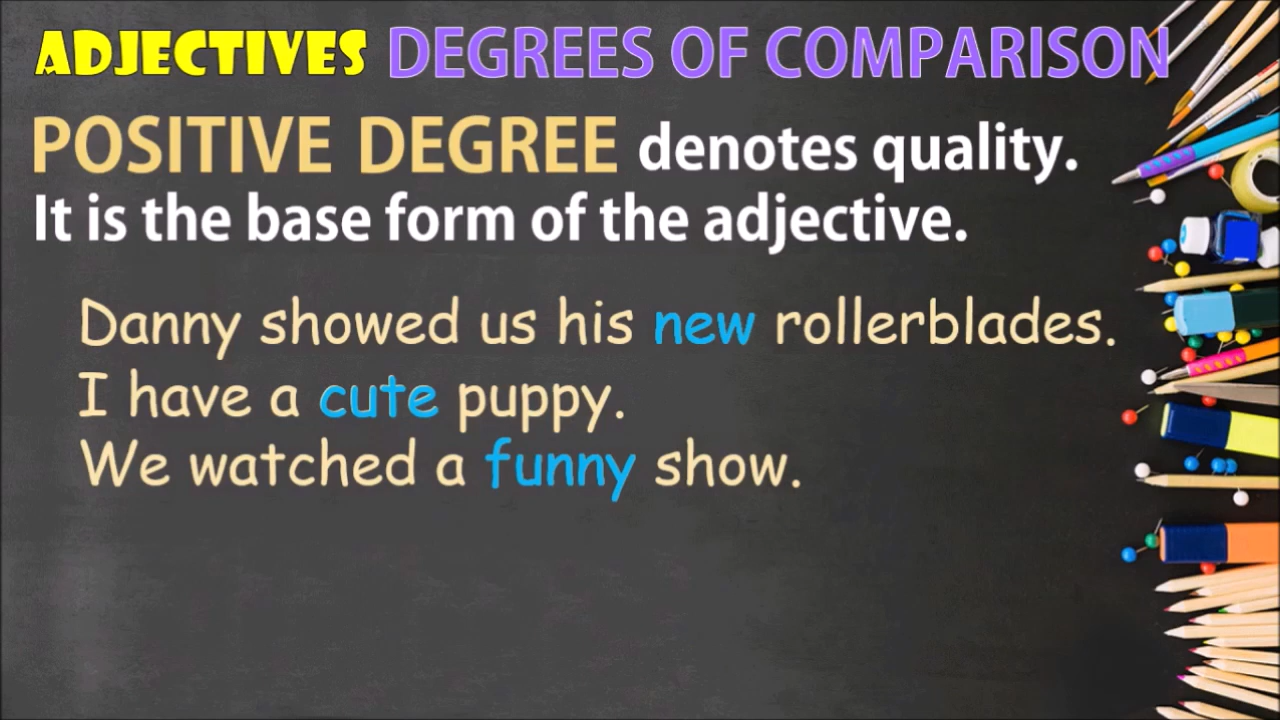 ADJECTIVES DEGREES OF COMPARISON
POSITIVE DEGREE denotes quality.
It is the base form of the adjective.
Danny showed us his new rollerblades.
I have a cute puppy.
We watched a funny show.